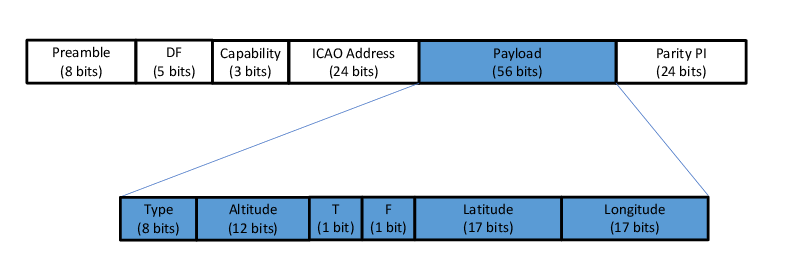 Preamble
(8 bits)
DF
(5 bits)
Capability
(3 bits)
ICAO Address
(24 bits)
Payload
(56 bits)
Parity PI
(24 bits)
Type
(8 bits)
Altitude
(12 bits)
T
(1 bit)
F
(1 bit)
Latitude
(17 bits)
Longitude
(17 bits)